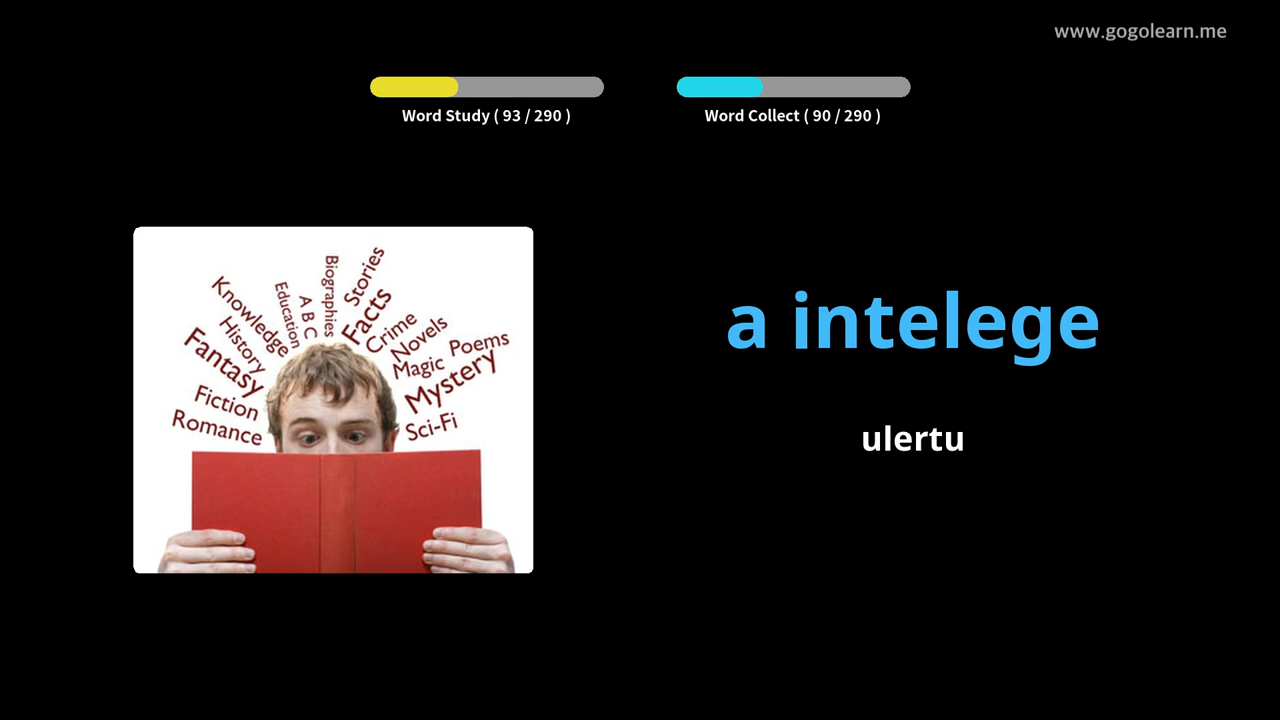 www.gogolearn.me
Word Study ( 93 / 290 )
Word Collect ( 90 / 290 )
Knowledge
History
Fantasy
Fiction
Romance
Education
A B C
Biographies
Stories
Facts
Crime
Novels
Magic
Poems
Mystery
Sci-Fi
a intelege
ulertu